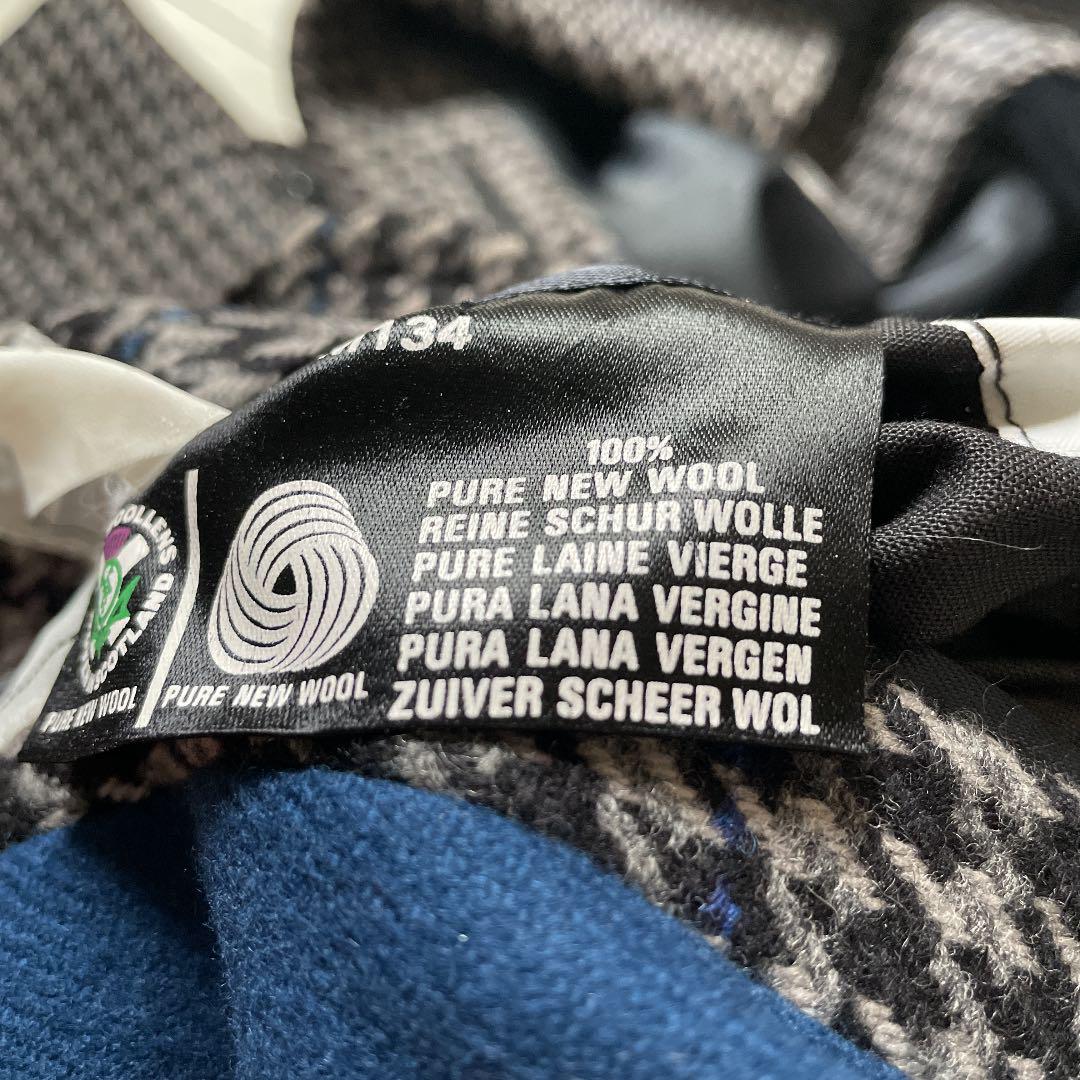 134
100%
PURE NEW WOOL
REINE SCHUR WOLLE
PURE LAINE VIERGE
PURA LANA VERGINE
PURA LANA VERGEN
ZUIVER SCHEER WOL
PURE NEW WOOL
SCOTLAND
PURE NEW WOOL